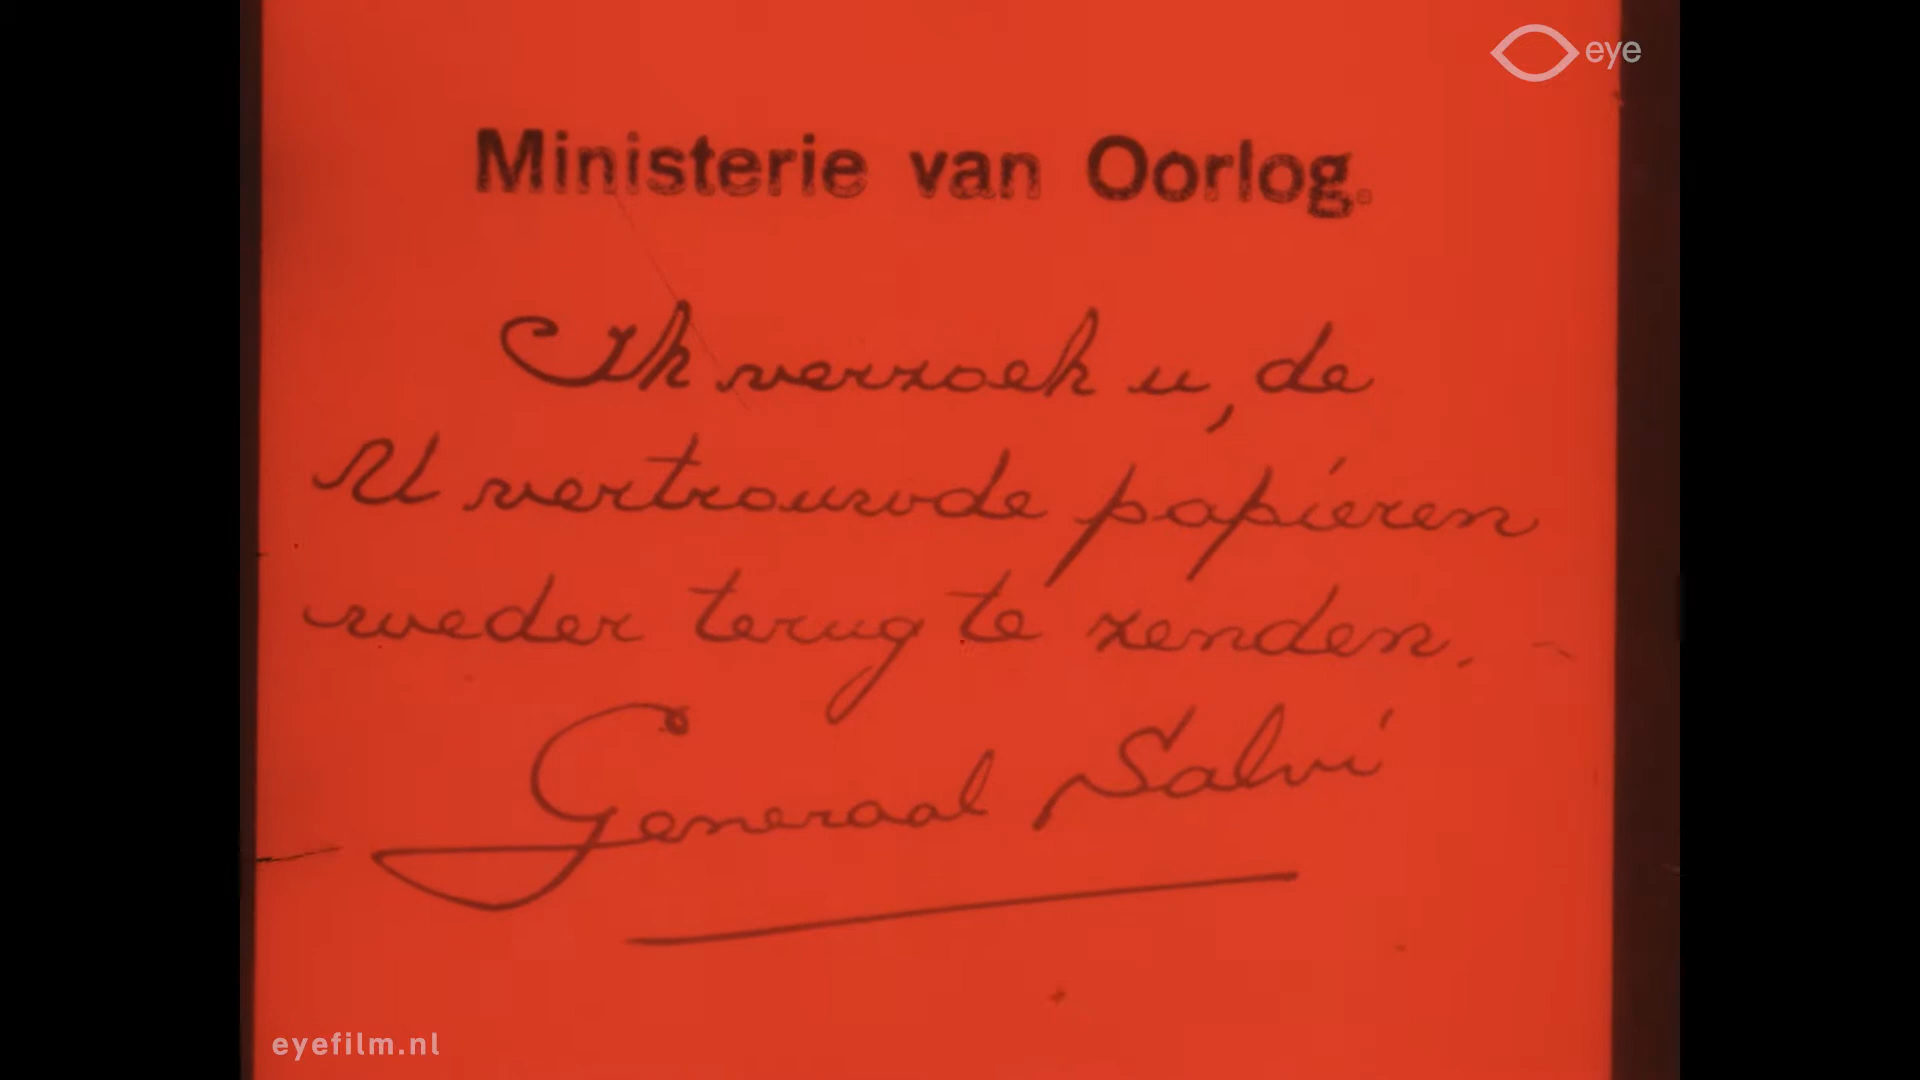 eye
Ministerie van Oorlog.
Ik verzoek u, de
U vertrouwde papieren
weder terug te zenden.
Generaal Salvi
eyefilm.nl